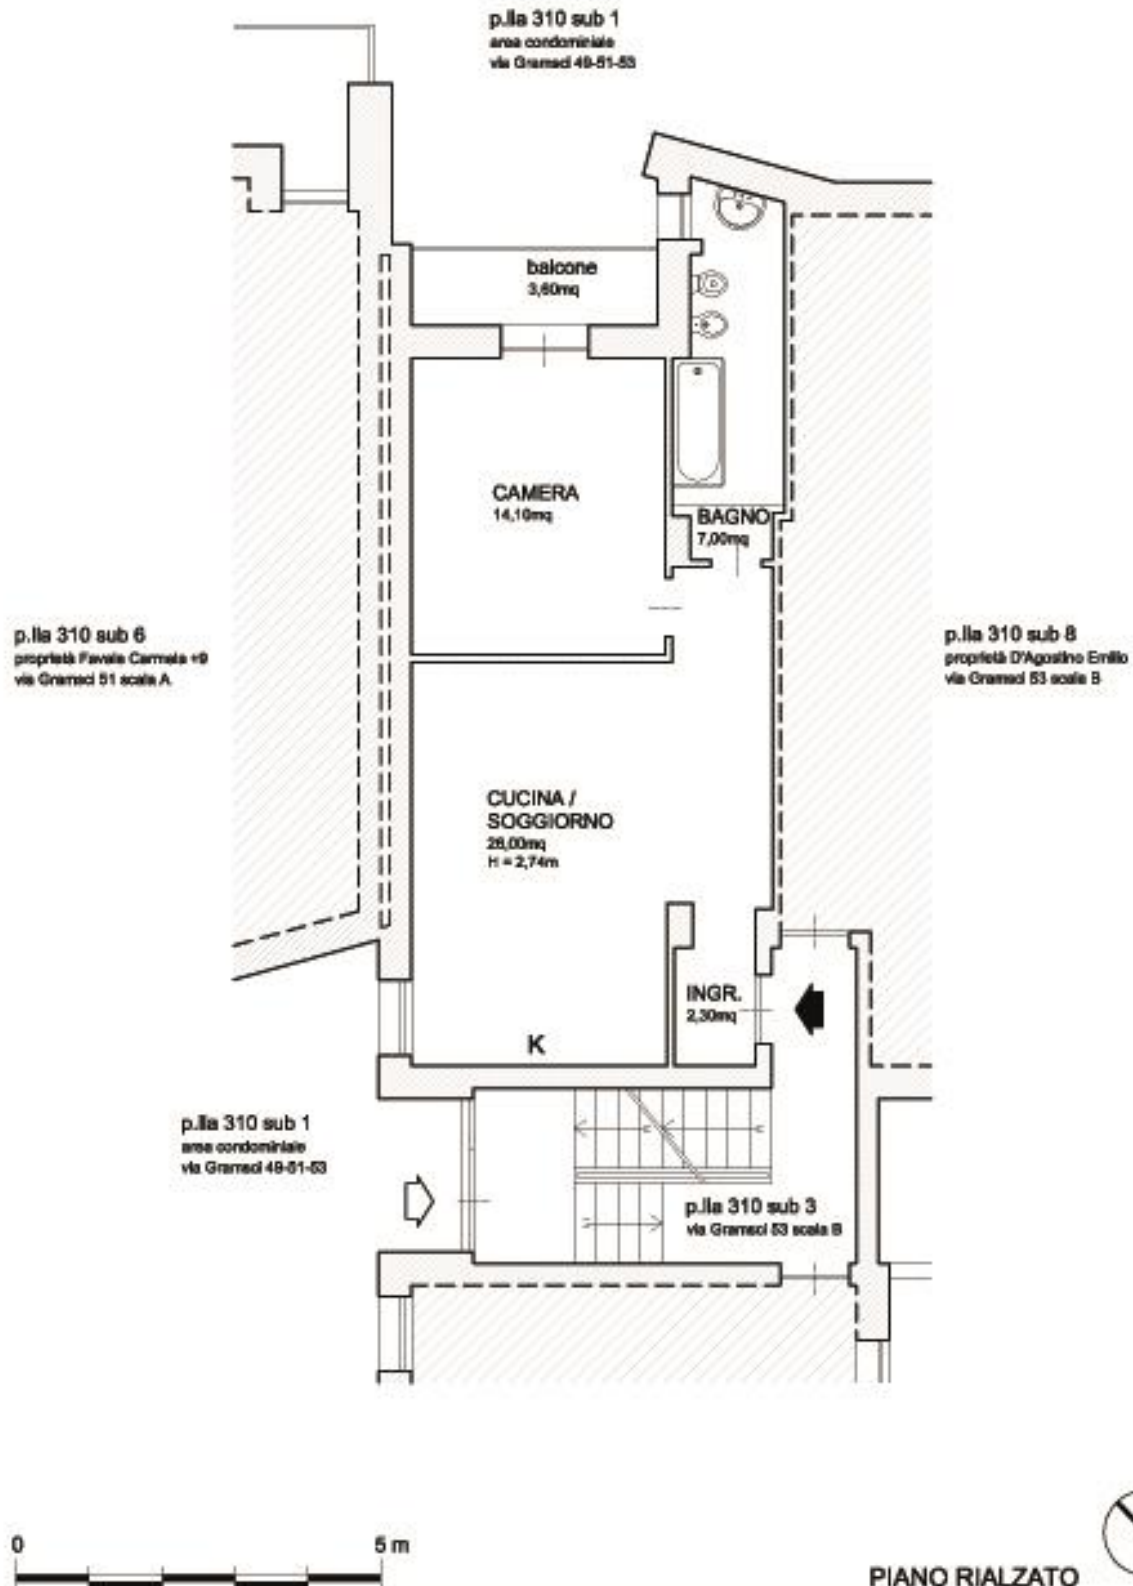 p.lla 310 sub 1
area condominiale
via Gramsci 49-51-53
balcone
3,60mq
CAMERA
14,10mq
BAGNO
7,00mq
p.lla 310 sub 6
proprietà Favale Carmela +9
via Gramsci 51 scala A
p.lla 310 sub 8
proprietà D'Agostino Emilio
via Gramsci 53 scala B
CUCINA /
SOGGIORNO
26,00mq
H = 2,74m
INGR.
2,30mq
K
p.lla 310 sub 1
area condominiale
via Gramsci 49-51-53
p.lla 310 sub 3
via Gramsci 53 scala B
0 5 m
PIANO RIALZATO